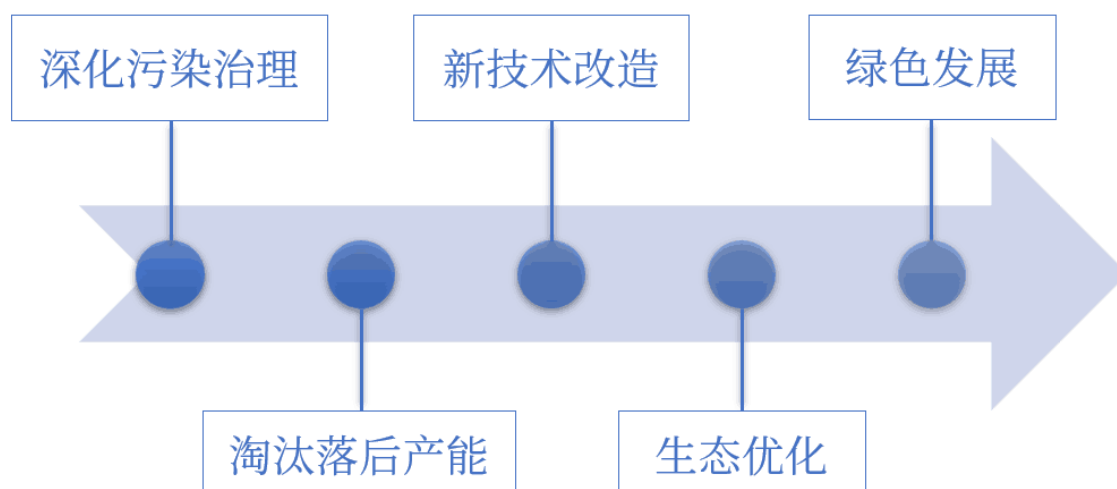 深化污染治理
淘汰落后产能
新技术改造
生态优化
绿色发展